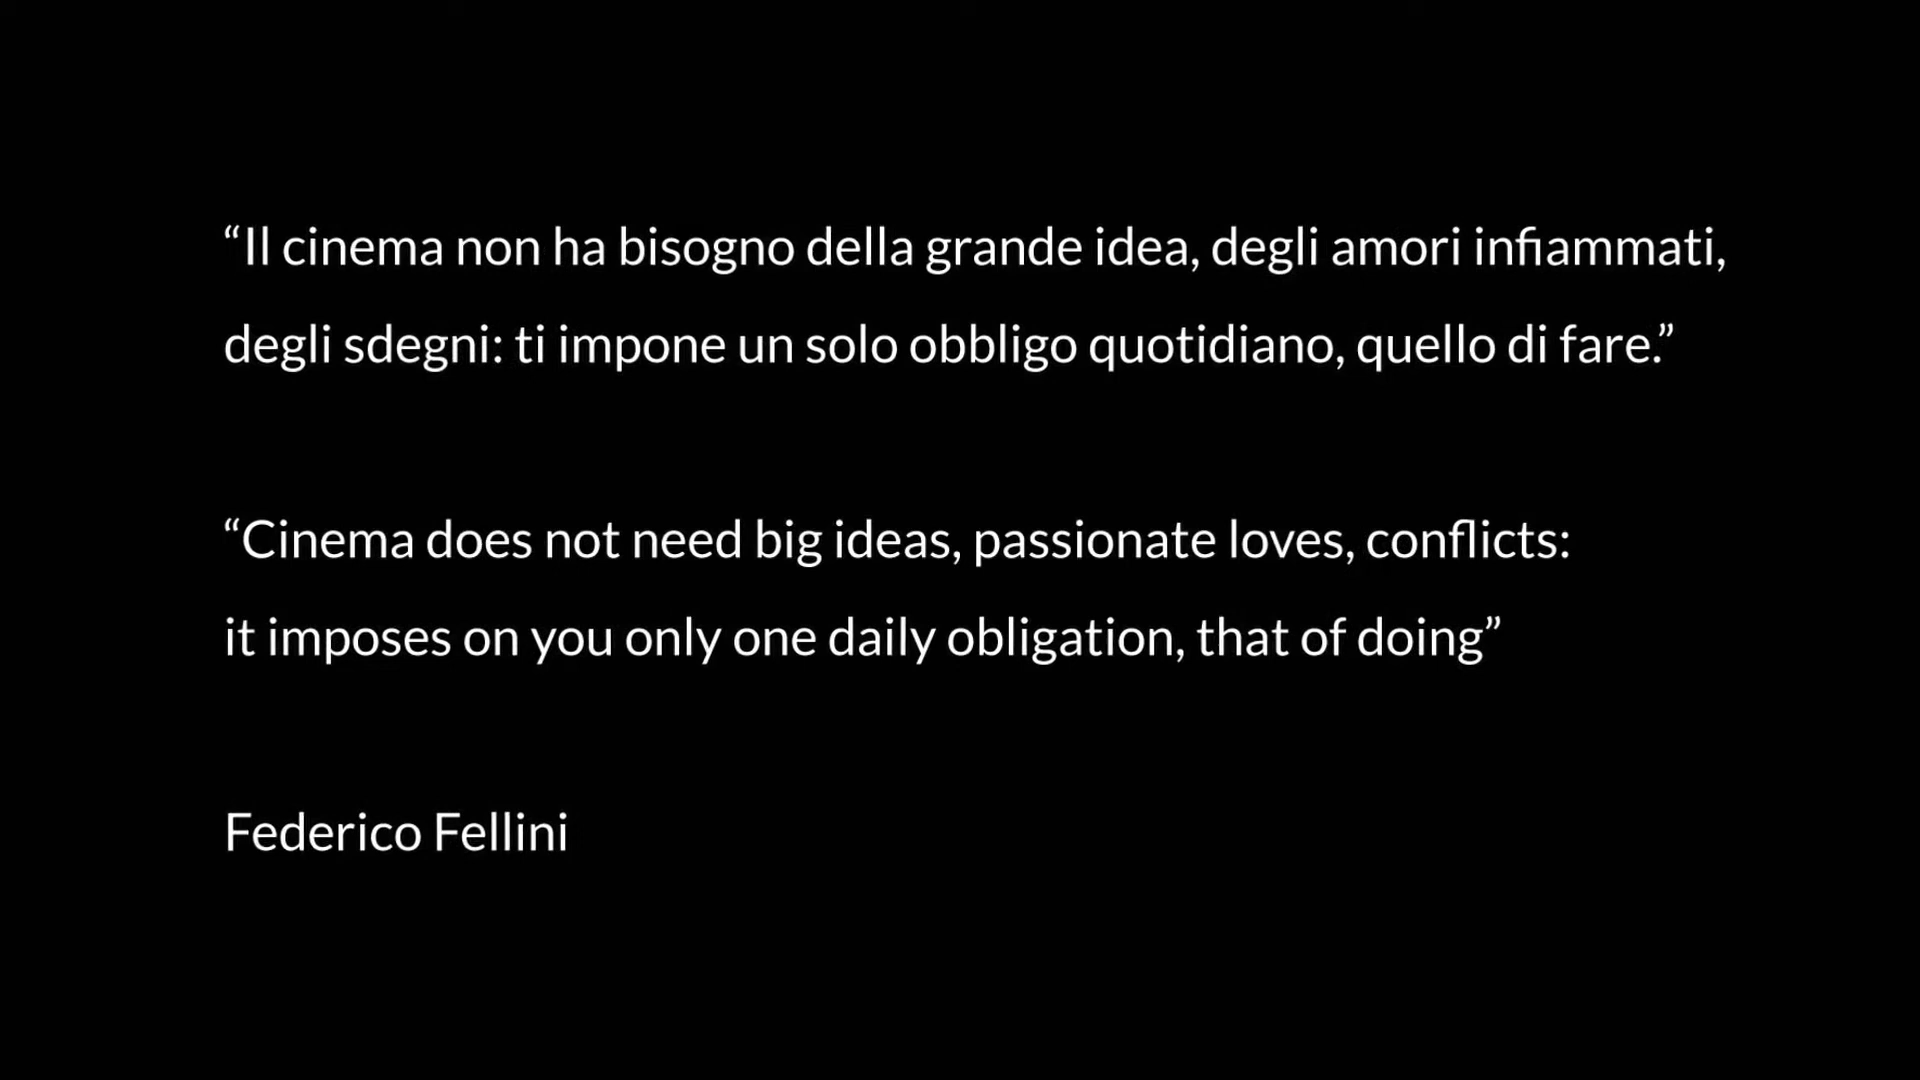 “Il cinema non ha bisogno della grande idea, degli amori infiammati,
degli sdegni: ti impone un solo obbligo quotidiano, quello di fare.”
“Cinema does not need big ideas, passionate loves, conflicts:
it imposes on you only one daily obligation, that of doing”
Federico Fellini